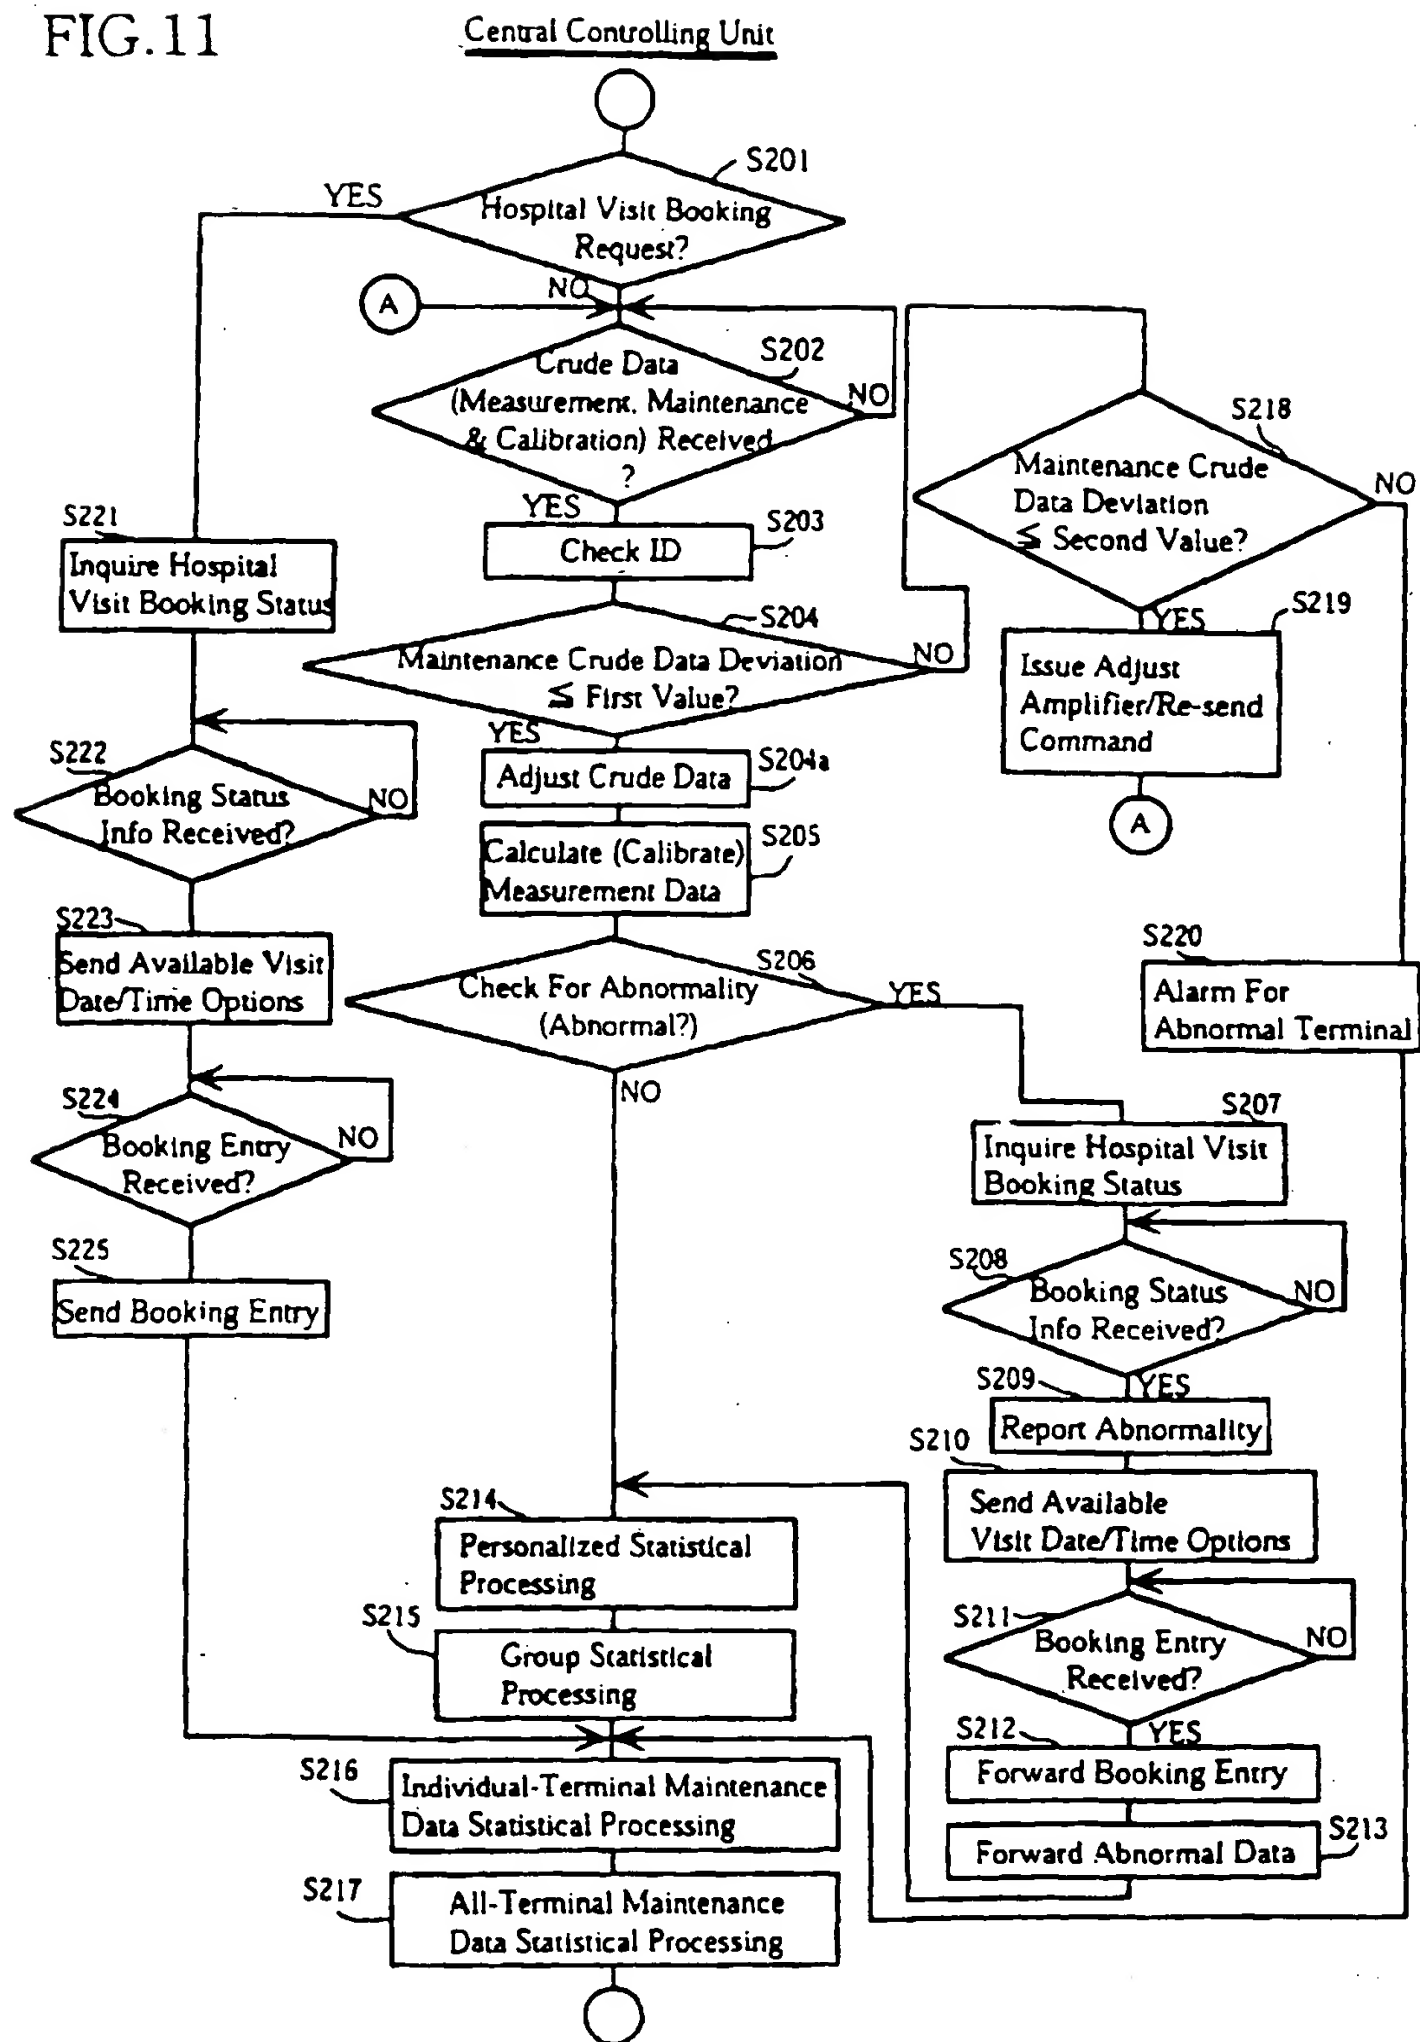 FIG.11
Central Controlling Unit
S201
YES
Hospital Visit Booking
Request?
NO
A
S202
Crude Data
(Measurement, Maintenance
& Calibration) Received
?
NO
YES
S203
Check ID
S204
Maintenance Crude Data Deviation
≦ First Value?
NO
YES
S204a
Adjust Crude Data
S205
Calculate (Calibrate)
Measurement Data
S206
Check For Abnormality
(Abnormal?)
YES
NO
S218
Maintenance Crude
Data Deviation
≦ Second Value?
NO
YES
S219
Issue Adjust
Amplifier/Re-send
Command
A
S220
Alarm For
Abnormal Terminal
S221
Inquire Hospital
Visit Booking Status
S222
Booking Status
Info Received?
NO
S223
Send Available Visit
Date/Time Options
S224
Booking Entry
Received?
NO
S225
Send Booking Entry
S207
Inquire Hospital Visit
Booking Status
S208
Booking Status
Info Received?
NO
YES
S209
Report Abnormality
S210
Send Available
Visit Date/Time Options
S211
Booking Entry
Received?
NO
YES
S212
Forward Booking Entry
S213
Forward Abnormal Data
S214
Personalized Statistical
Processing
S215
Group Statistical
Processing
S216
Individual-Terminal Maintenance
Data Statistical Processing
S217
All-Terminal Maintenance
Data Statistical Processing